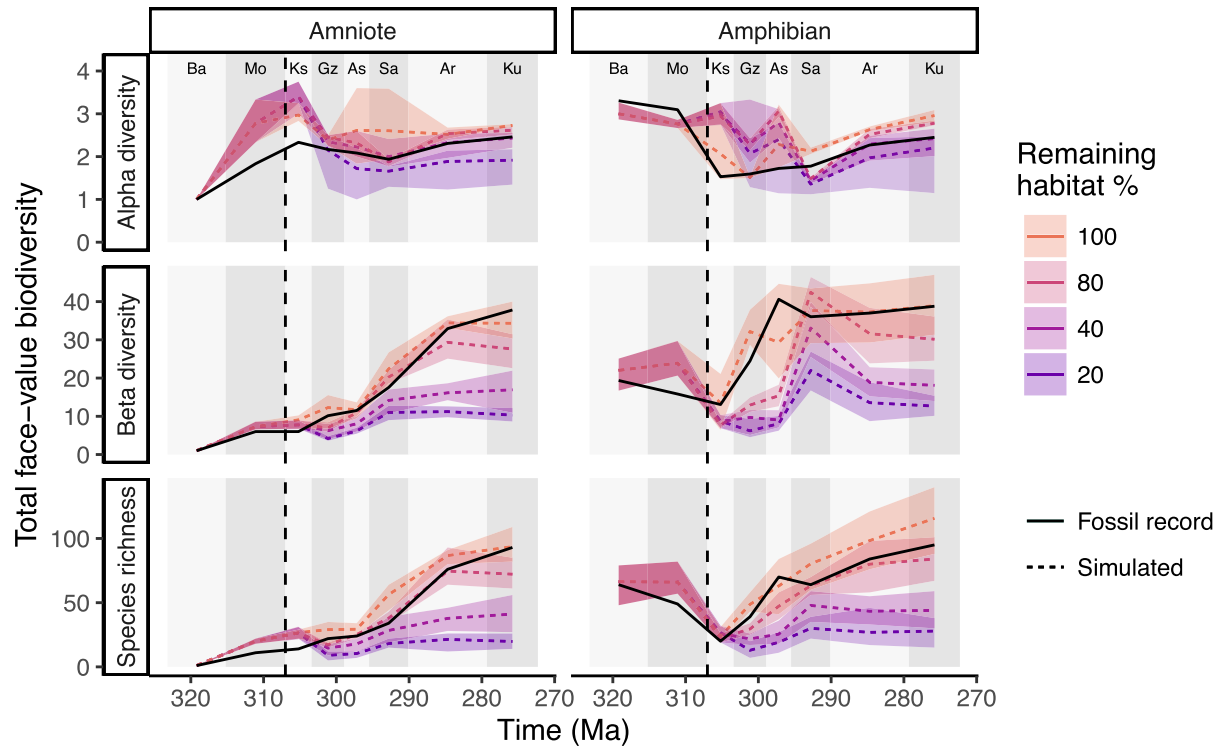 Amniote
Amphibian
Ba Mo Ks Gz As Sa Ar Ku
Ba Mo Ks Gz As Sa Ar Ku
Total face−value biodiversity
Alpha diversity
4
3
2
1
0
Beta diversity
40
30
20
10
0
Species richness
100
50
0
320 310 300 290 280 270
320 310 300 290 280 270
Time (Ma)
Remaining
habitat %
100
80
40
20
Fossil record
Simulated